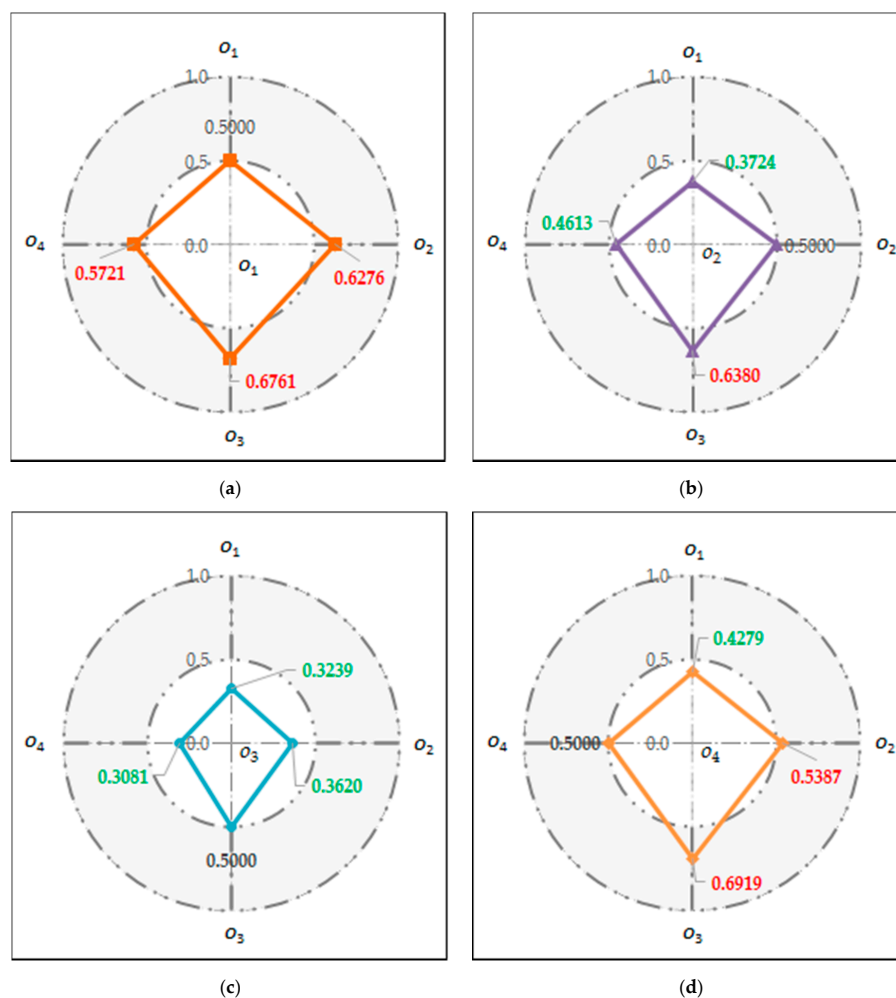 o₁
1.0
0.5000
0.5
o₄
0.0
o₂
o₁
0.5721
0.6276
0.6761
o₃
(a)
o₁
1.0
0.5
0.3724
0.4613
o₄
0.0
0.5000
o₂
o₂
0.6380
o₃
(b)
o₁
1.0
0.5
0.3239
o₄
0.0
o₃
o₂
0.3081
0.3620
0.5000
o₃
(c)
o₁
1.0
0.4279
0.5
o₄
0.5000
0.0
o₄
o₂
0.5387
0.6919
o₃
(d)